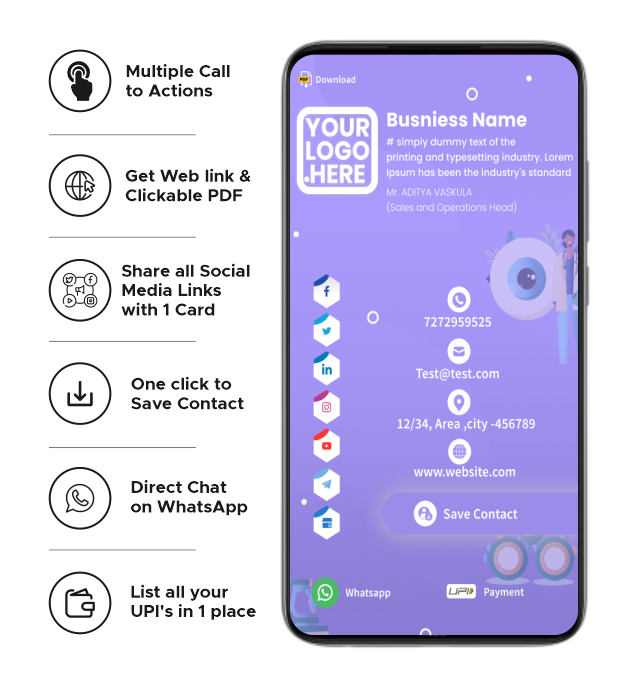 Multiple Call
to Actions
Get Web link &
Clickable PDF
Share all Social
Media Links
with 1 Card
One click to
Save Contact
Direct Chat
on WhatsApp
List all your
UPI's in 1 place
PDF
Download
YOUR
LOGO
.HERE
Busniess Name
# simply dummy text of the
printing and typesetting industry. Lorem
Ipsum has been the industry's standard
Mr. ADITYA VASKULA
(Sales and Operations Head)
f
in
7272959525
Test@test.com
12/34, Area ,city -456789
www.website.com
Save Contact
Whatsapp
UPI
Payment